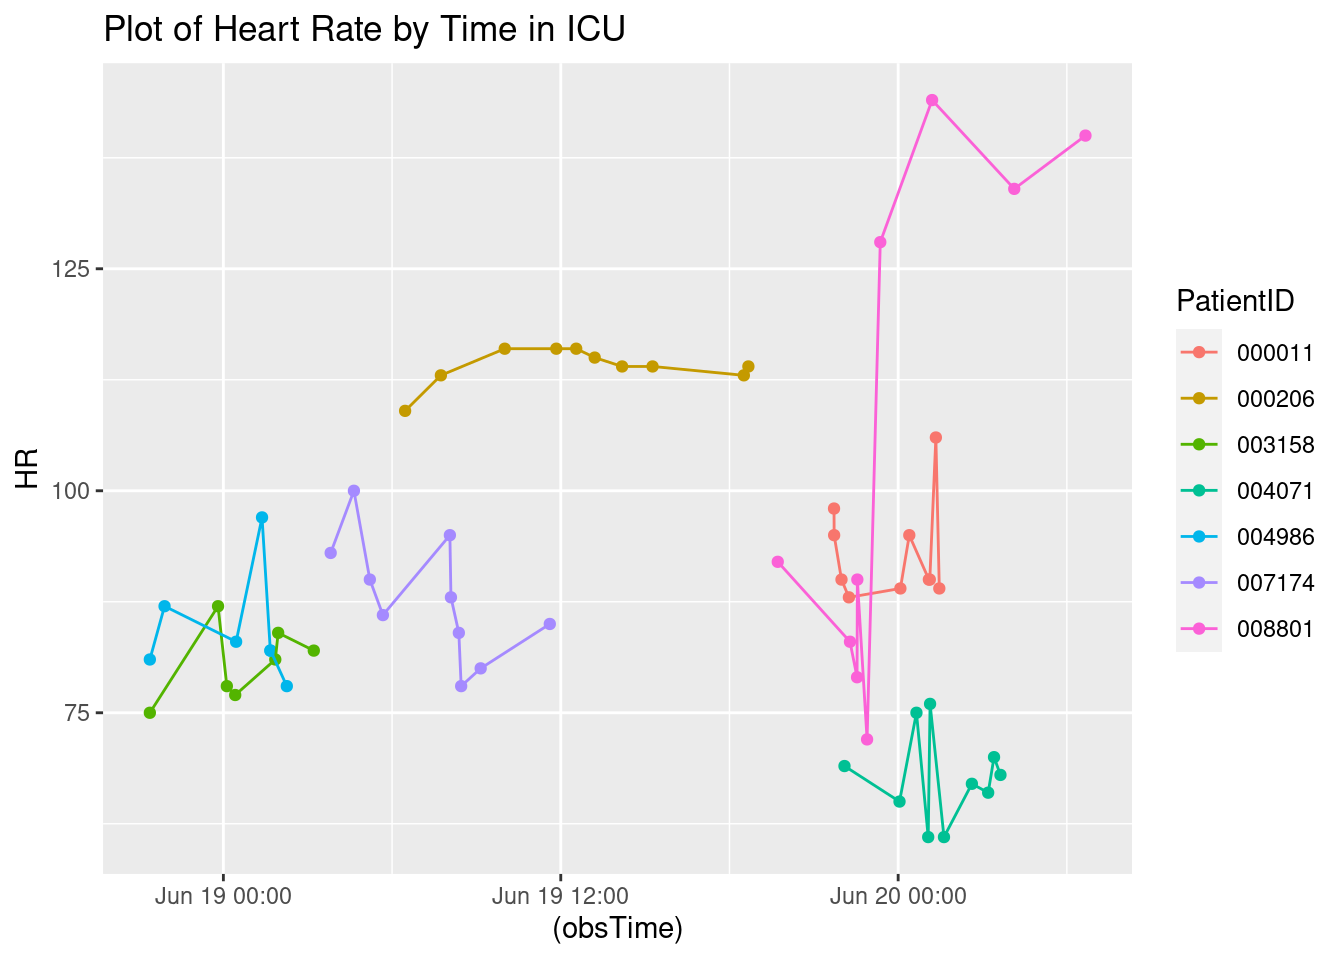 Plot of Heart Rate by Time in ICU
125
100
75
HR
Jun 19 00:00
Jun 19 12:00
Jun 20 00:00
(obsTime)
PatientID
000011
000206
003158
004071
004986
007174
008801